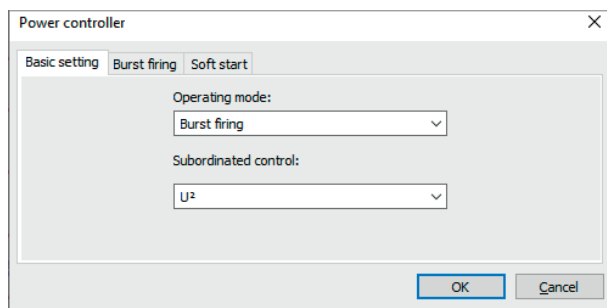 Power controller
Basic setting Burst firing Soft start
Operating mode:
Burst firing
Subordinated control:
U²
OK Cancel